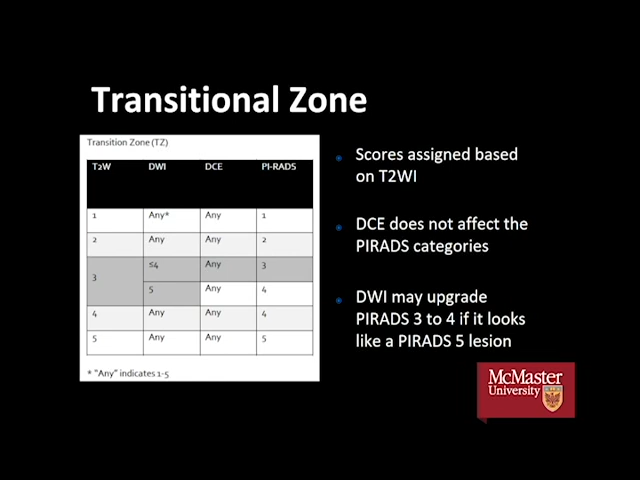 Transitional Zone
Transition Zone (TZ)
T2W DWI DCE PI-RADS
1 Any* Any 1
2 Any Any 2
3 ≤4 Any 3
5 Any 4
4 Any Any 4
5 Any Any 5
* "Any" indicates 1-5
Scores assigned based
on T2WI
DCE does not affect the
PIRADS categories
DWI may upgrade
PIRADS 3 to 4 if it looks
like a PIRADS 5 lesion
McMaster
University